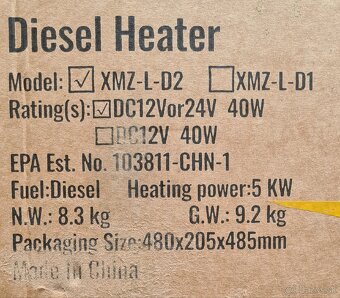 Diesel Heater
Model: ☑ XMZ-L-D2 ☐ XMZ-L-D1
Rating(s): ☑ DC12Vor24V 40W
☐ DC12V 40W
EPA Est. No. 103811-CHN-1
Fuel:Diesel Heating power:5 KW
N.W.: 8.3 kg G.W.: 9.2 kg
Packaging Size:480x205x485mm
Made in China